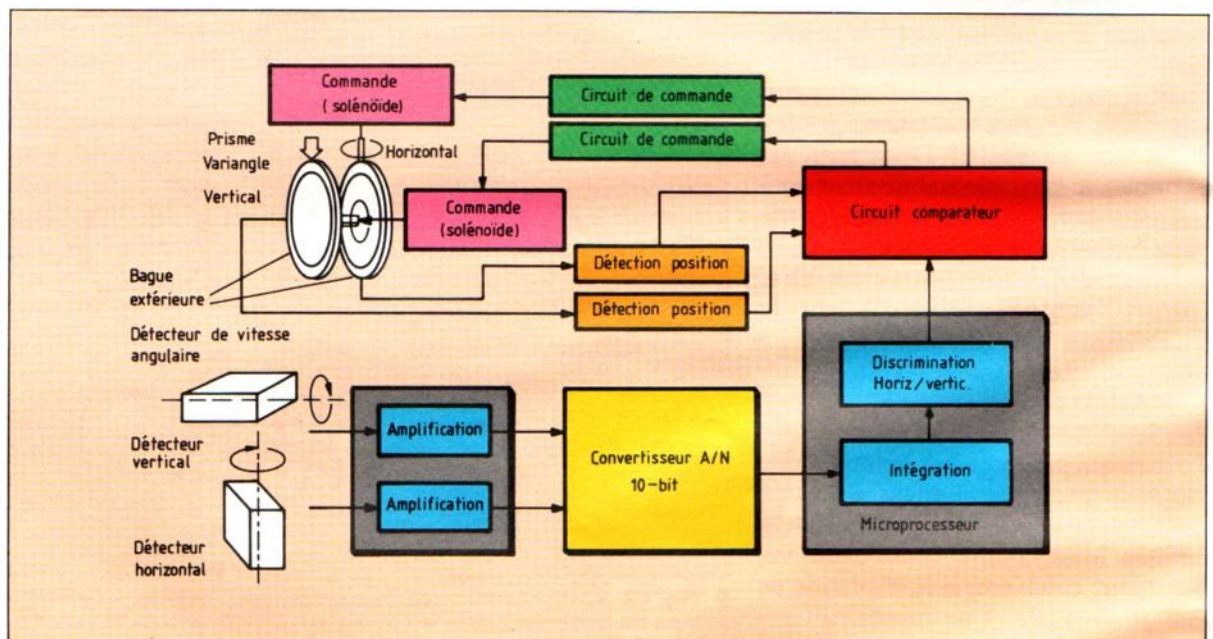 Commande
( solénoïde)
Circuit de commande
Circuit de commande
Prisme
Variangle
Vertical
Horizontal
Commande
(solénoïde)
Circuit comparateur
Détection position
Détection position
Bague
extérieure
Détecteur de vitesse
angulaire
Discrimination
Horiz/vertic.
Amplification
Détecteur
vertical
Convertisseur A/N
10-bit
Intégration
Amplification
Microprocesseur
Détecteur
horizontal